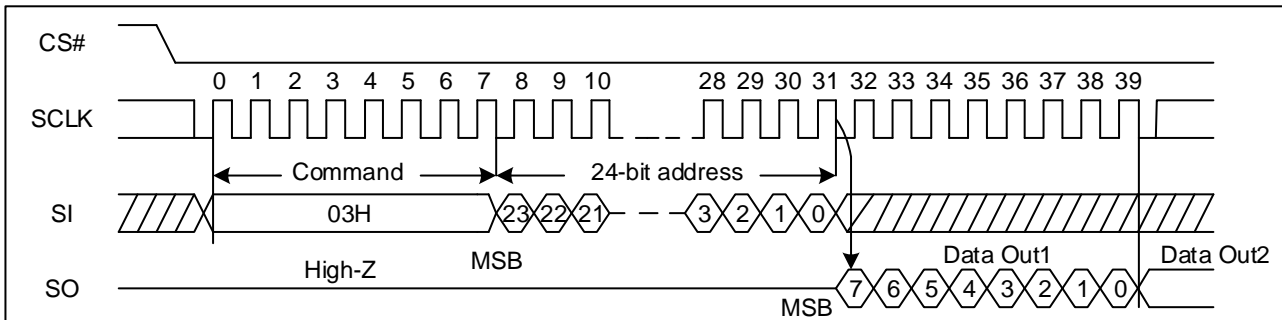 CS#
0 1 2 3 4 5 6 7 8 9 10 28 29 30 31 32 33 34 35 36 37 38 39
SCLK
Command 24-bit address
SI 03H 23 22 21 3 2 1 0
High-Z MSB Data Out1 Data Out2
SO MSB 7 6 5 4 3 2 1 0